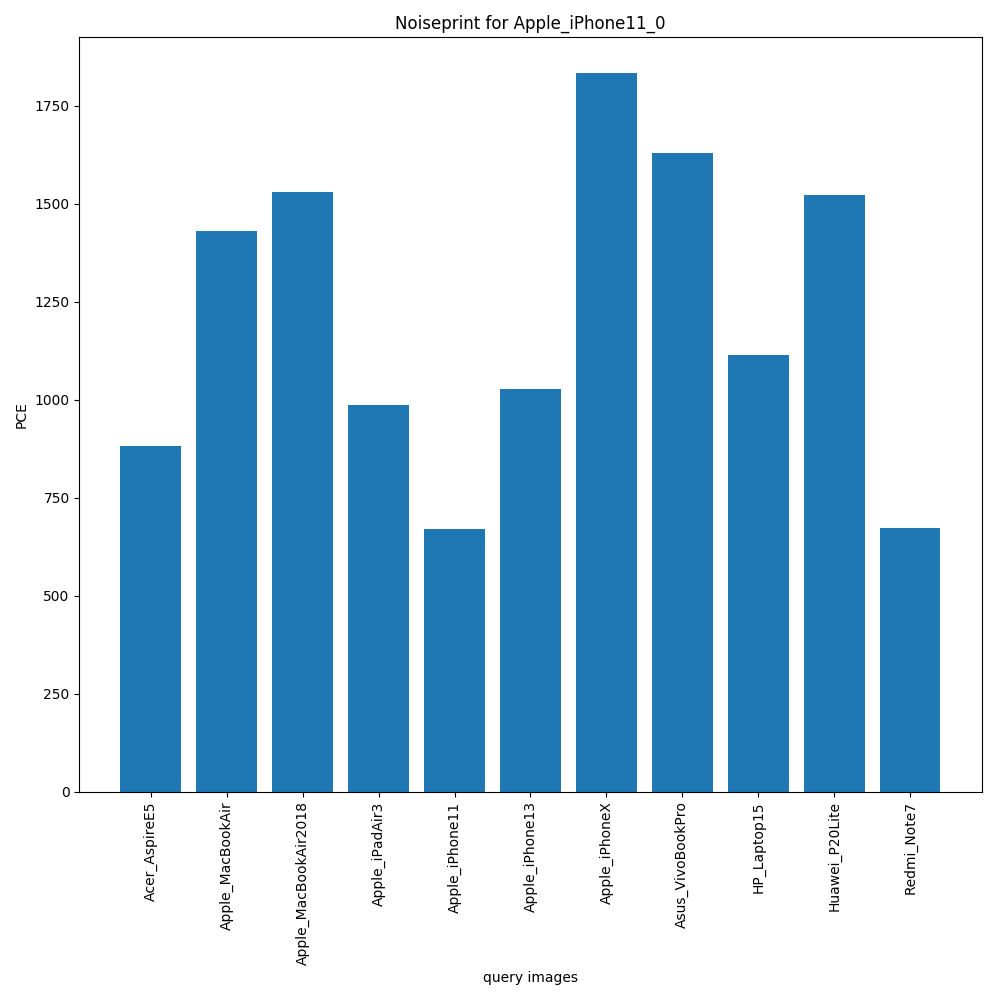 Noiseprint for Apple_iPhone11_0
PCE
1750
1500
1250
1000
750
500
250
0
Acer_AspireE5
Apple_MacBookAir
Apple_MacBookAir2018
Apple_iPadAir3
Apple_iPhone11
Apple_iPhone13
Apple_iPhoneX
Asus_VivoBookPro
HP_Laptop15
Huawei_P20Lite
Redmi_Note7
query images